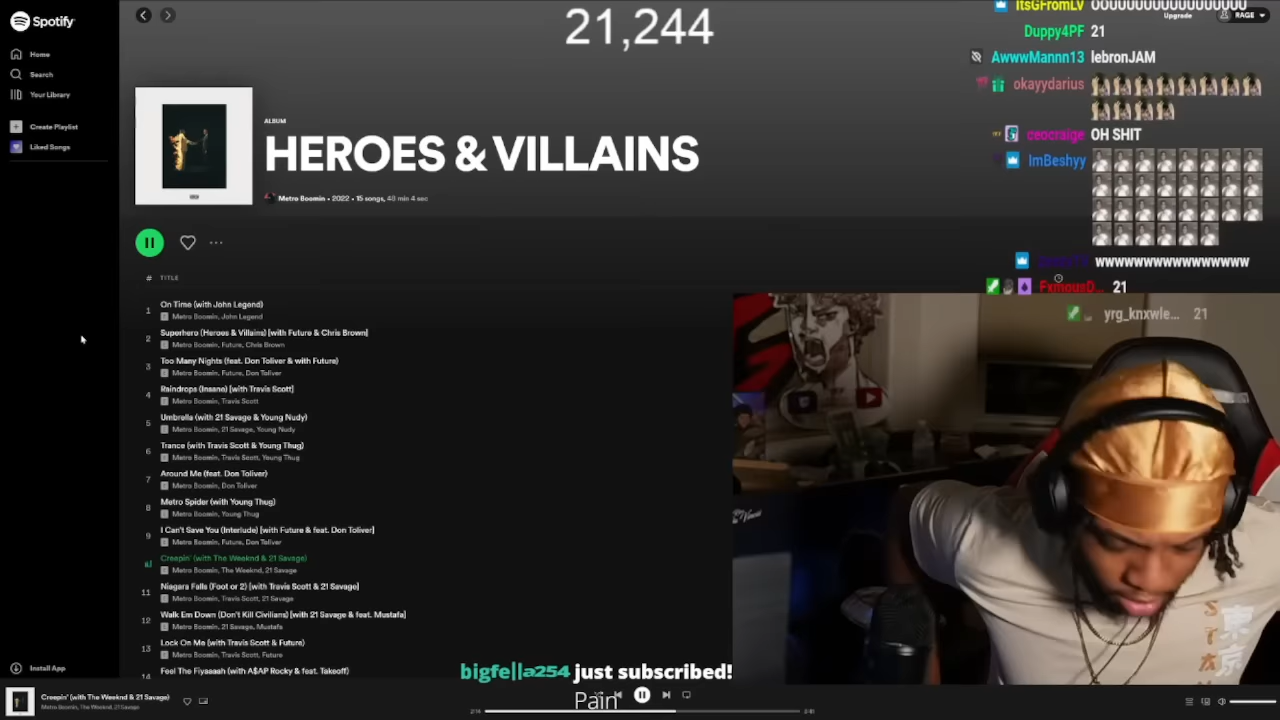 Spotify
Home
Search
Your Library
Create Playlist
Liked Songs
Install App
21,244
Upgrade
RAGE
ALBUM
HEROES & VILLAINS
Metro Boomin • 2022 • 15 songs, 48 min 4 sec
# TITLE
1 On Time (with John Legend)
E Metro Boomin, John Legend
2 Superhero (Heroes & Villains) [with Future & Chris Brown]
E Metro Boomin, Future, Chris Brown
3 Too Many Nights (feat. Don Toliver & with Future)
E Metro Boomin, Future, Don Toliver
4 Raindrops (Insane) [with Travis Scott]
E Metro Boomin, Travis Scott
5 Umbrella (with 21 Savage & Young Nudy)
E Metro Boomin, 21 Savage, Young Nudy
6 Trance (with Travis Scott & Young Thug)
E Metro Boomin, Travis Scott, Young Thug
7 Around Me (feat. Don Toliver)
E Metro Boomin, Don Toliver
8 Metro Spider (with Young Thug)
E Metro Boomin, Young Thug
9 I Can't Save You (Interlude) [with Future & feat. Don Toliver]
E Metro Boomin, Future, Don Toliver
Creepin' (with The Weeknd & 21 Savage)
E Metro Boomin, The Weeknd, 21 Savage
11 Niagara Falls (Foot or 2) [with Travis Scott & 21 Savage]
E Metro Boomin, Travis Scott, 21 Savage
12 Walk Em Down (Don't Kill Civilians) [with 21 Savage & feat. Mustafa]
E Metro Boomin, 21 Savage, Mustafa
13 Lock On Me (with Travis Scott & Future)
E Metro Boomin, Travis Scott, Future
14 Feel The Fiyaaaah (with A$AP Rocky & feat. Takeoff)
ItsGFromLV OOUUUUUUUUUUUUUUUU
Duppy4PF 21
AwwwMannn13 lebronJAM
okayydarius
ceocraige OH SHIT
ImBeshyy
WWWWWWWWWWWWWWWWW
FxmousD... 21
yrg_knxwle... 21
東
京
bigfella254 just subscribed!
Pain
Creepin' (with The Weeknd & 21 Savage)
Metro Boomin, The Weeknd, 21 Savage